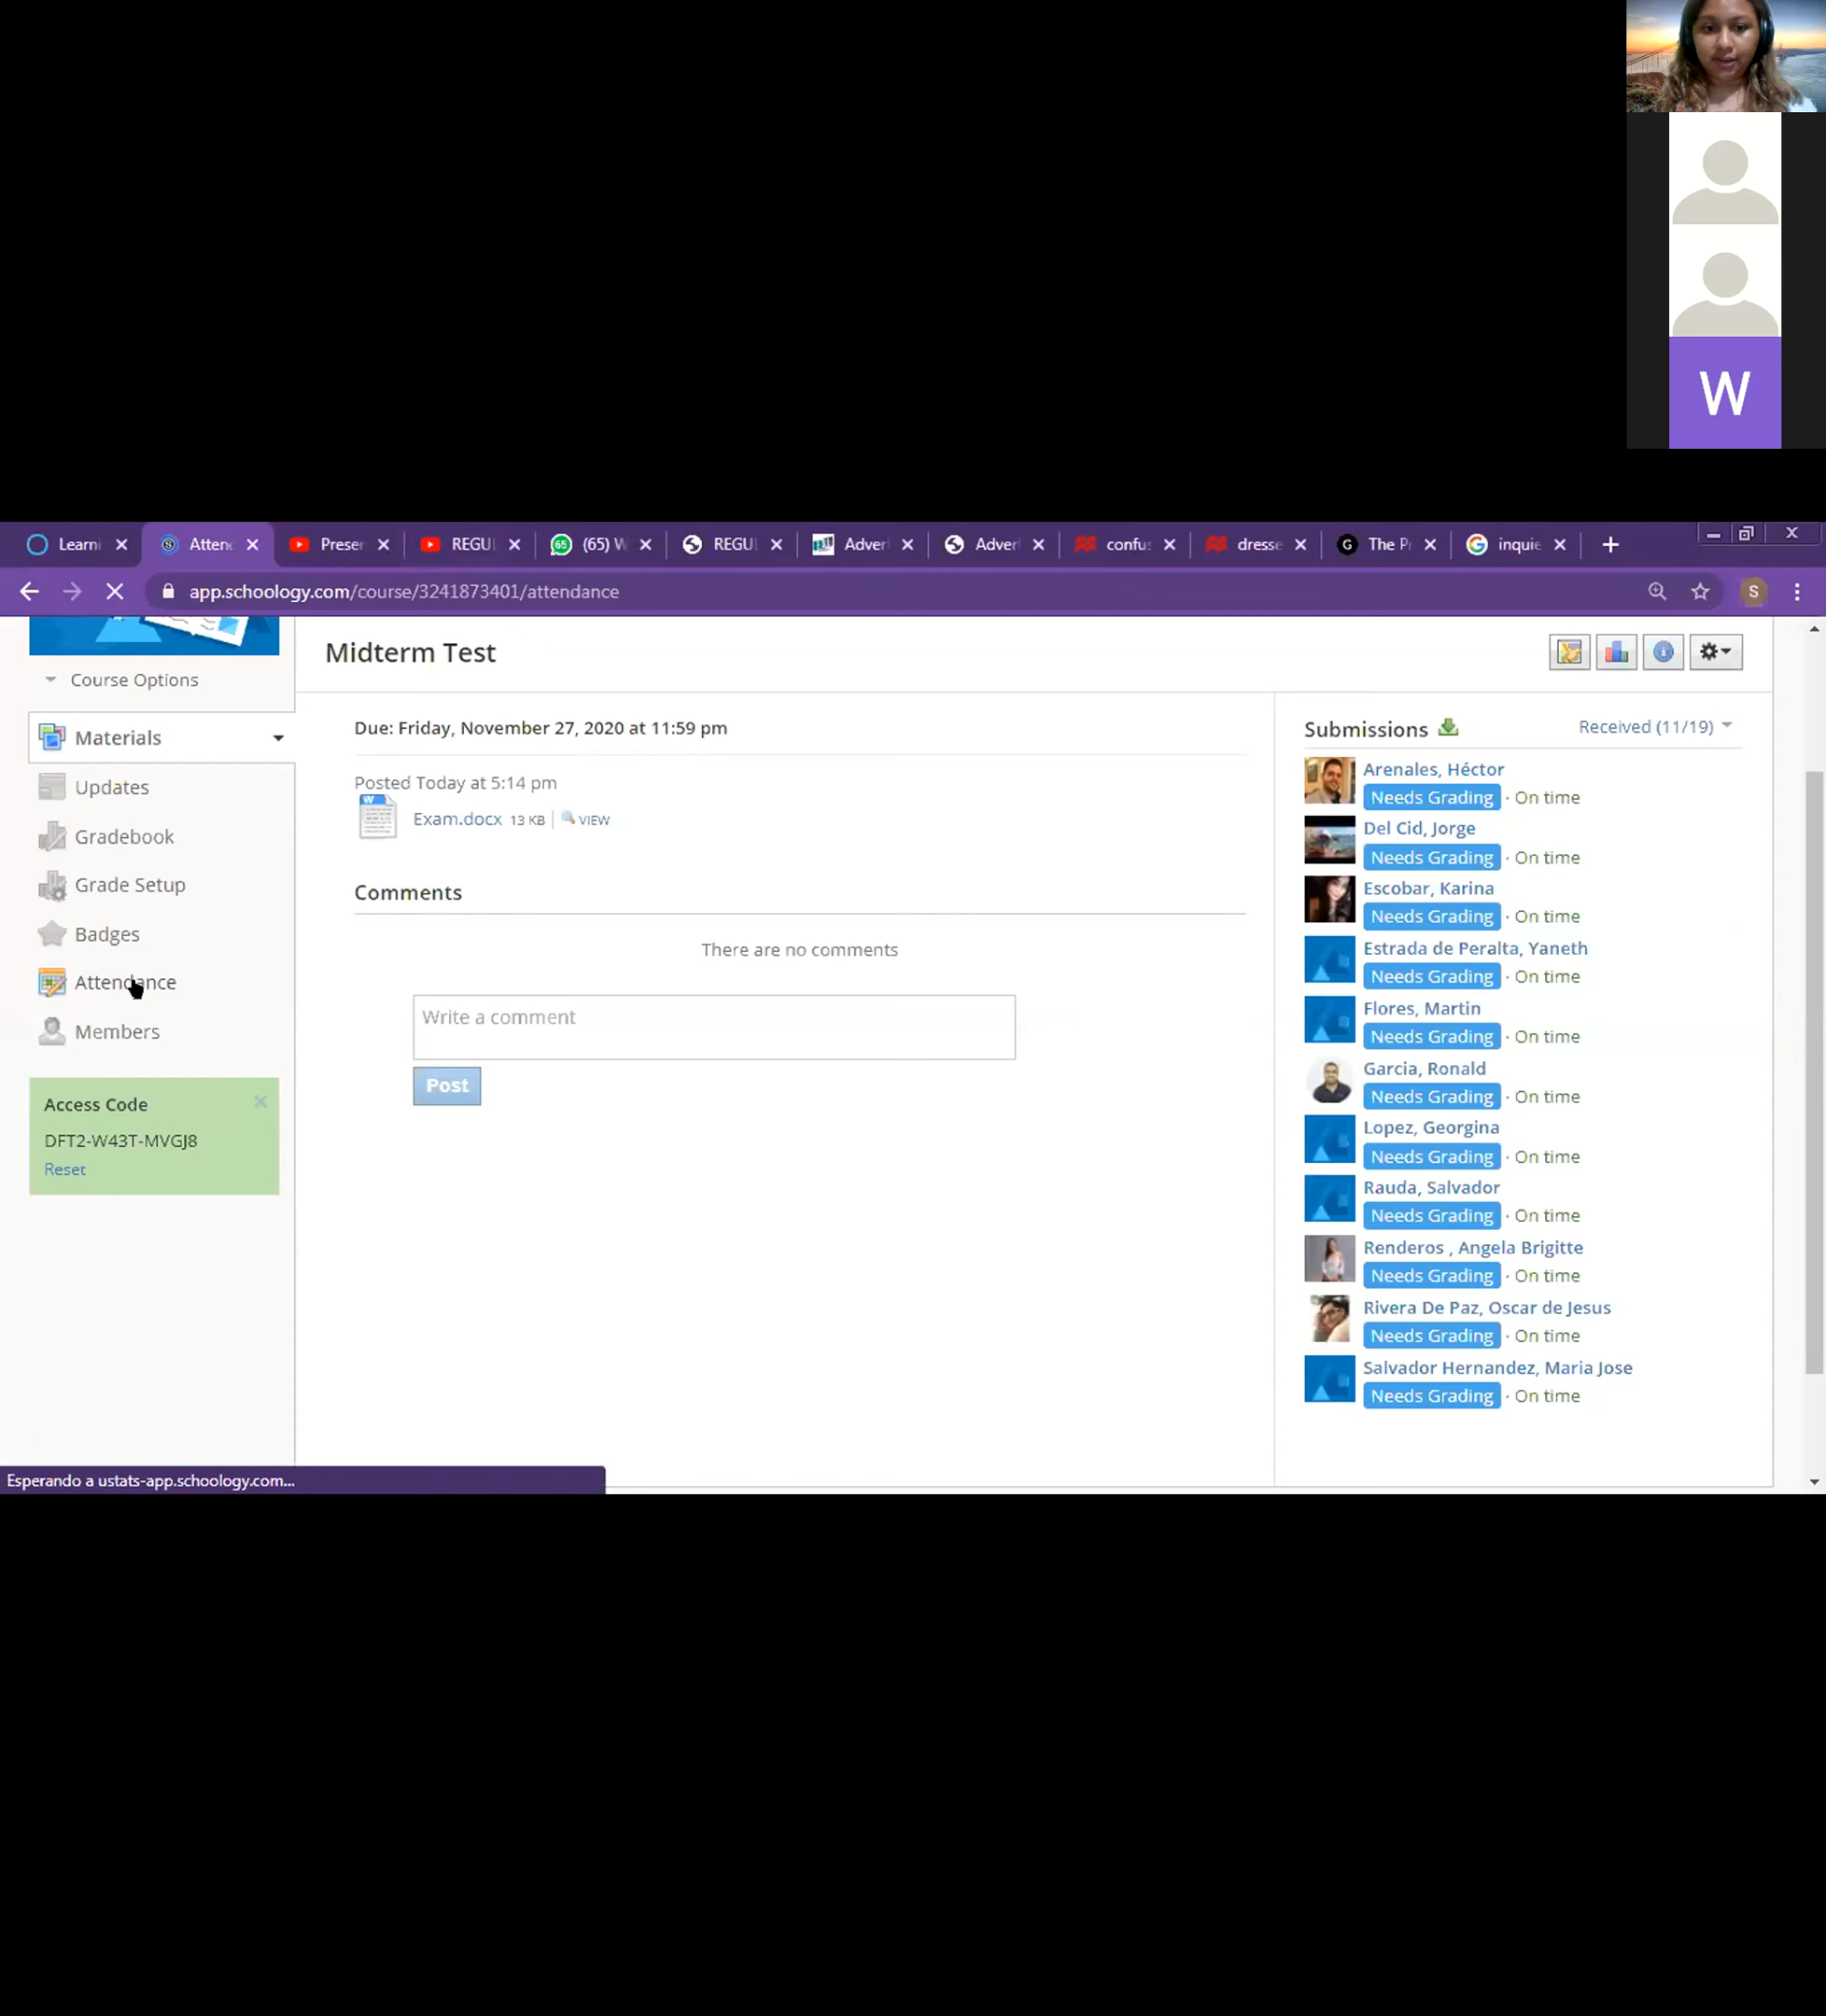 W
Learni
Atten
Preser
REGUL
(65) W
REGUL
Adver
Adver
confus
dresse
The Pr
inquie
app.schoology.com/course/3241873401/attendance
S
Midterm Test
Course Options
Materials
Updates
Gradebook
Grade Setup
Badges
Attendance
Members
Access Code
DFT2-W43T-MVGJ8
Reset
Due: Friday, November 27, 2020 at 11:59 pm
Posted Today at 5:14 pm
Exam.docx 13 KB VIEW
Comments
There are no comments
Write a comment
Post
Submissions Received (11/19)
Arenales, Héctor
Needs Grading · On time
Del Cid, Jorge
Needs Grading · On time
Escobar, Karina
Needs Grading · On time
Estrada de Peralta, Yaneth
Needs Grading · On time
Flores, Martin
Needs Grading · On time
Garcia, Ronald
Needs Grading · On time
Lopez, Georgina
Needs Grading · On time
Rauda, Salvador
Needs Grading · On time
Renderos , Angela Brigitte
Needs Grading · On time
Rivera De Paz, Oscar de Jesus
Needs Grading · On time
Salvador Hernandez, Maria Jose
Needs Grading · On time
Esperando a ustats-app.schoology.com...